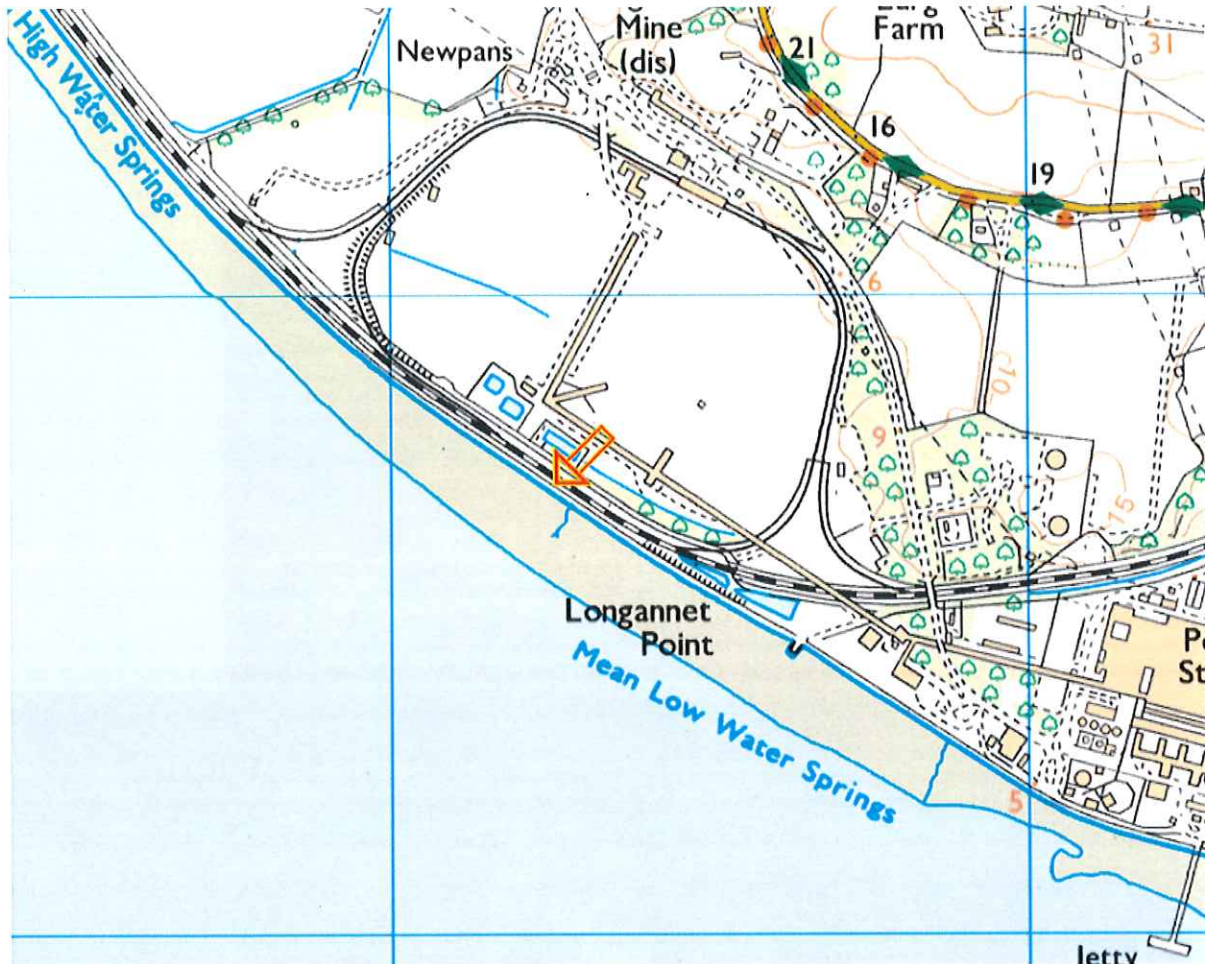 High Water Springs
Newpans
Mine
(dis)
Farm
21
16
19
31
6
10
9
15
Longannet
Point
Mean Low Water Springs
5
Jetty